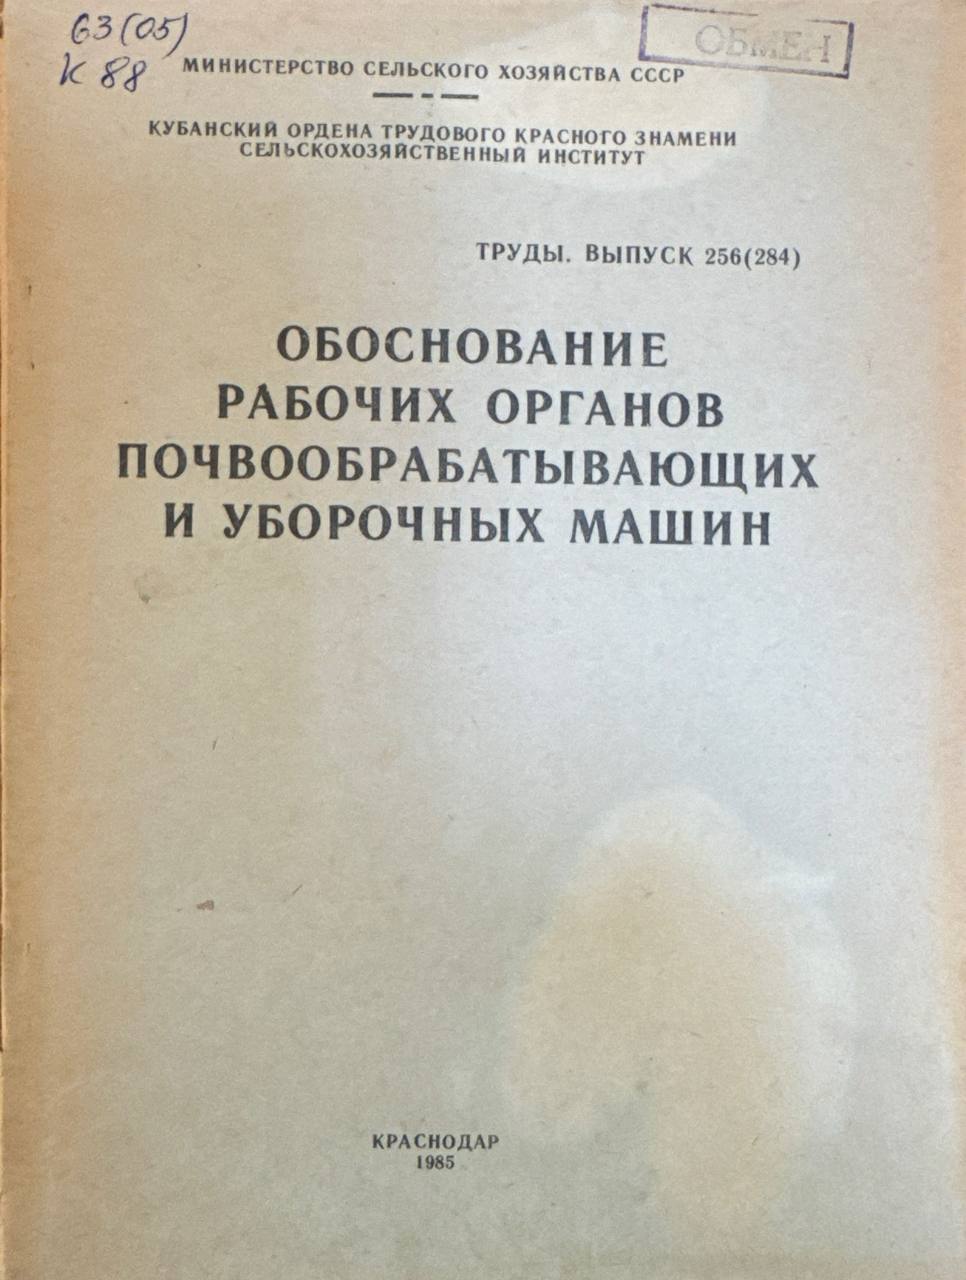 63(05)
К 88
ОБМЕН
МИНИСТЕРСТВО СЕЛЬСКОГО ХОЗЯЙСТВА СССР
КУБАНСКИЙ ОРДЕНА ТРУДОВОГО КРАСНОГО ЗНАМЕНИ
СЕЛЬСКОХОЗЯЙСТВЕННЫЙ ИНСТИТУТ
ТРУДЫ. ВЫПУСК 256(284)
ОБОСНОВАНИЕ
РАБОЧИХ ОРГАНОВ
ПОЧВООБРАБАТЫВАЮЩИХ
И УБОРОЧНЫХ МАШИН
КРАСНОДАР
1985